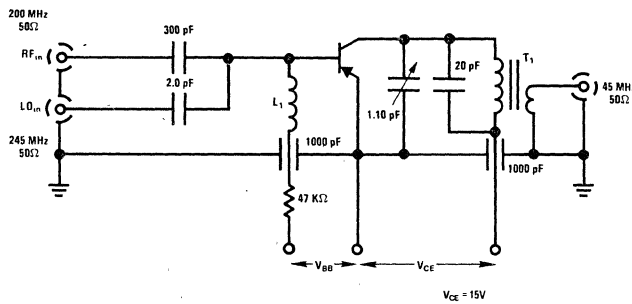 200 MHz
50Ω
300 pF
RFin
2.0 pF
LOin
245 MHz
50Ω
L1
1000 pF
47 KΩ
1.10 pF
20 pF
T1
45 MH
50Ω
1000 pF
VBB
VCE
VCE = 15V